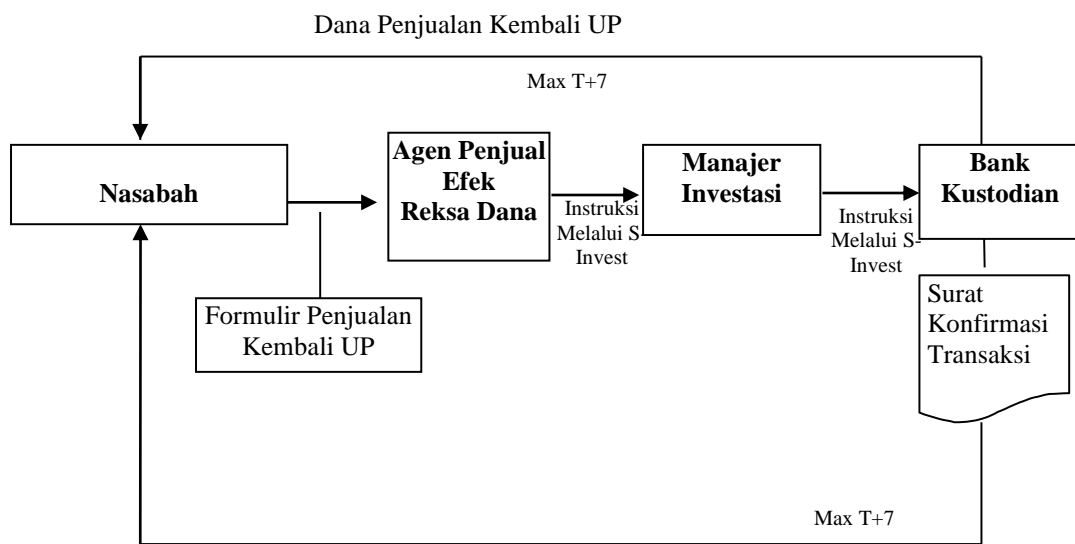 Dana Penjualan Kembali UP
Max T+7
Nasabah
Agen Penjual
Efek
Reksa Dana
Instruksi
Melalui S-
Invest
Manajer
Investasi
Instruksi
Melalui S-
Invest
Bank
Kustodian
Formulir Penjualan
Kembali UP
Surat
Konfirmasi
Transaksi
Max T+7